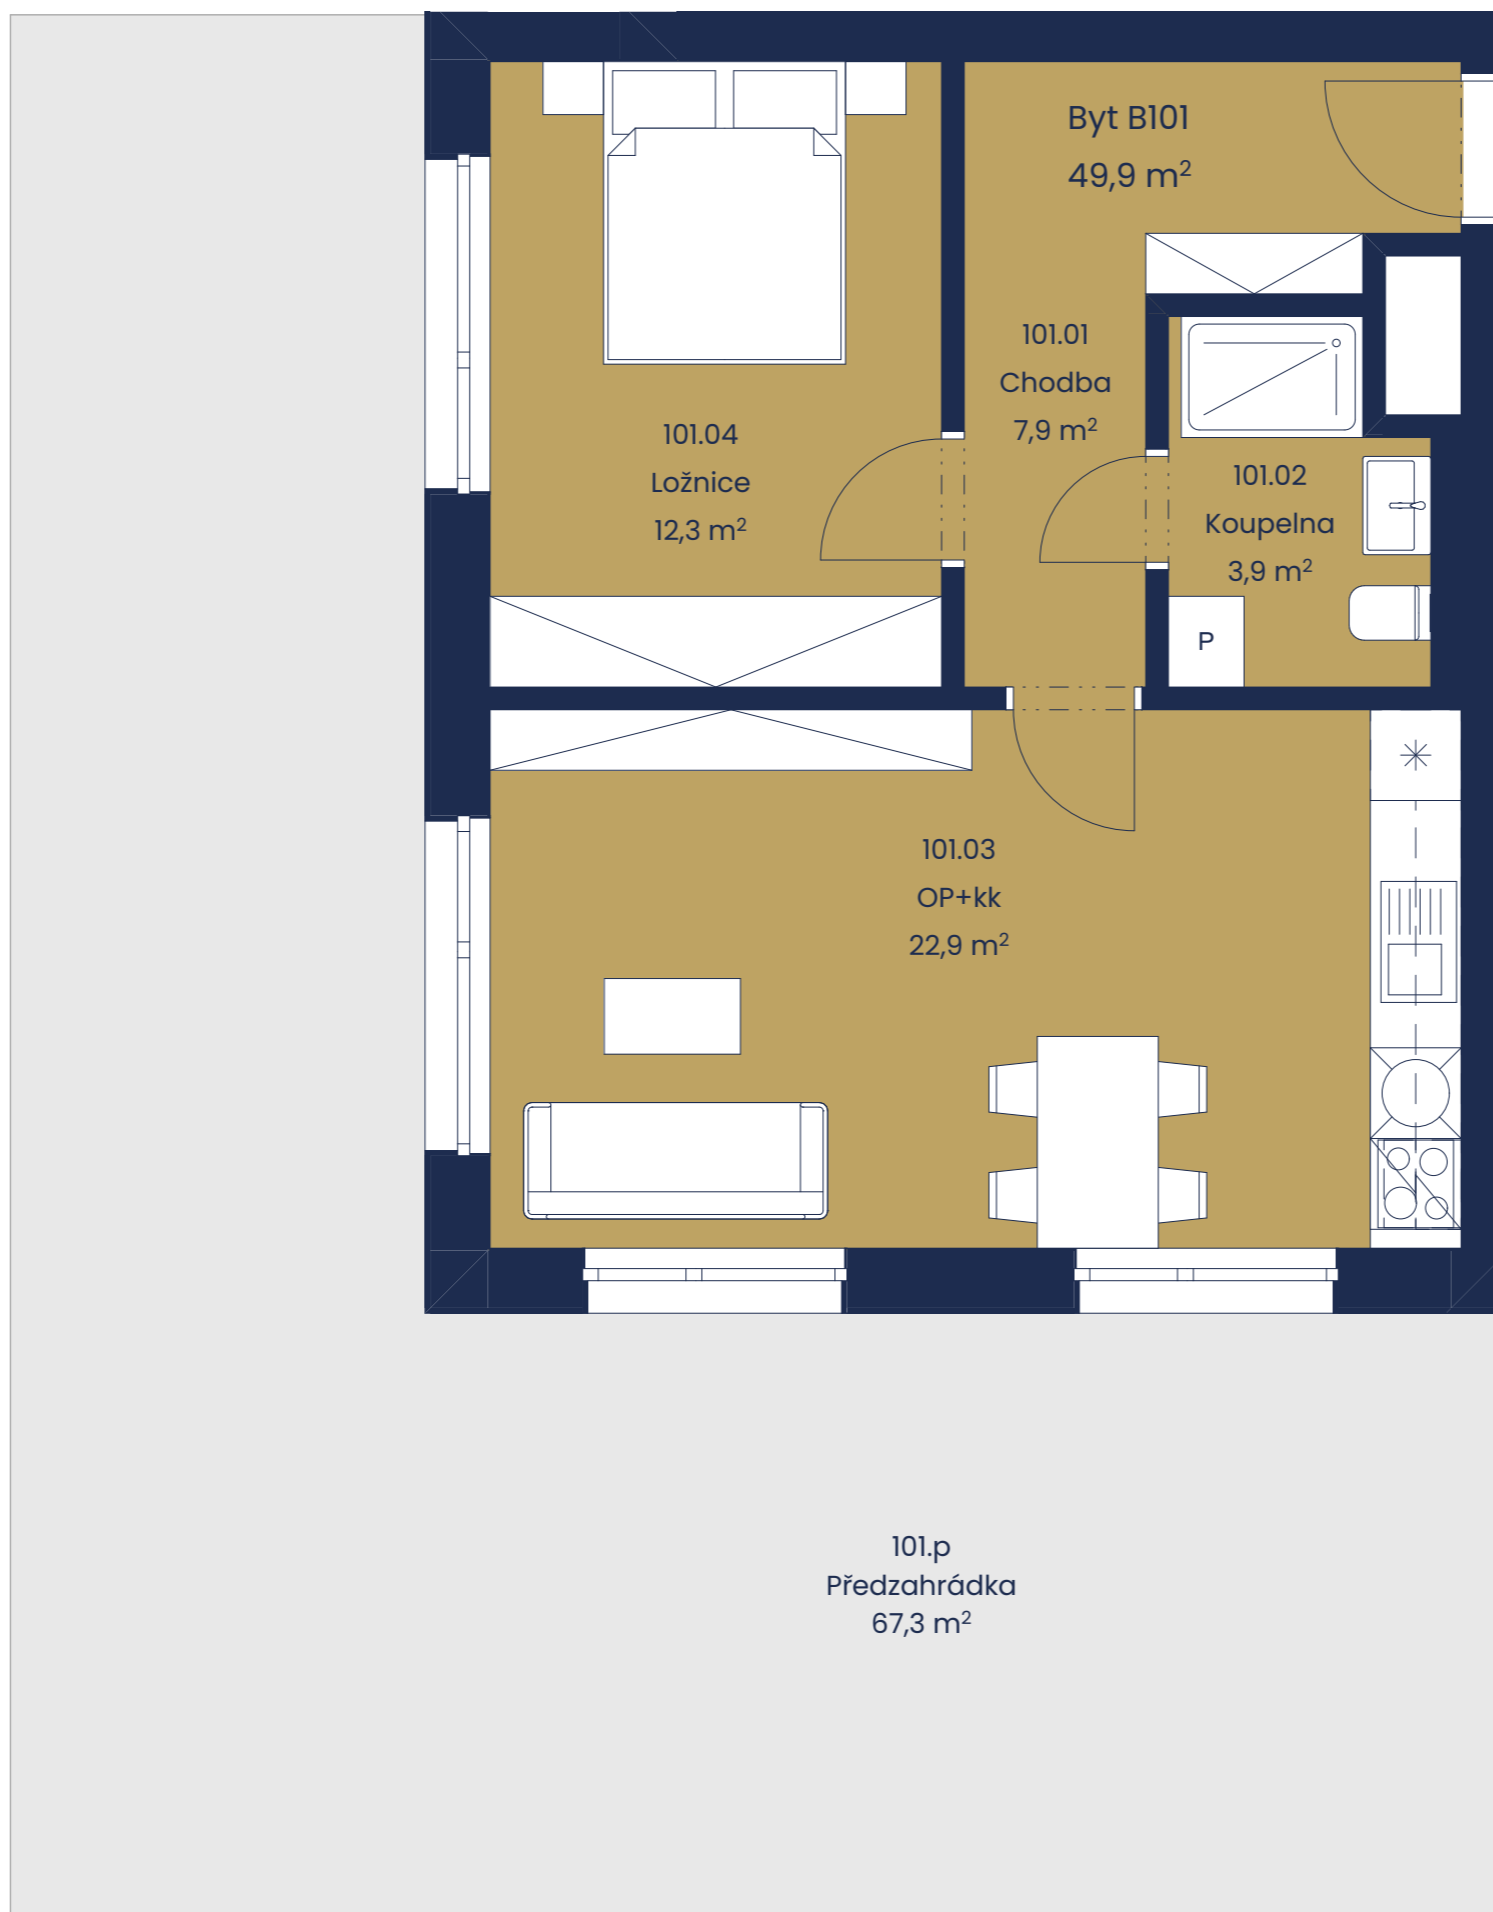 Byt B101
49,9 m²
101.01
Chodba
7,9 m²
101.04
Ložnice
12,3 m²
101.02
Koupelna
3,9 m²
P
101.03
OP+kk
22,9 m²
101.p
Předzahrádka
67,3 m²